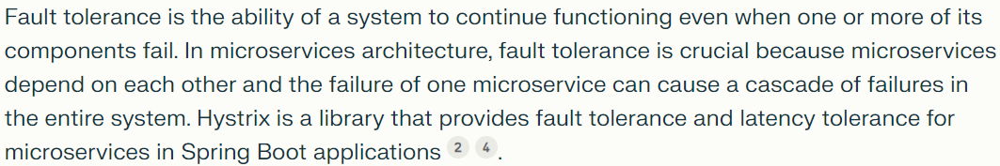 Fault tolerance is the ability of a system to continue functioning even when one or more of its
components fail. In microservices architecture, fault tolerance is crucial because microservices
depend on each other and the failure of one microservice can cause a cascade of failures in
the entire system. Hystrix is a library that provides fault tolerance and latency tolerance for
microservices in Spring Boot applications 2 4 .